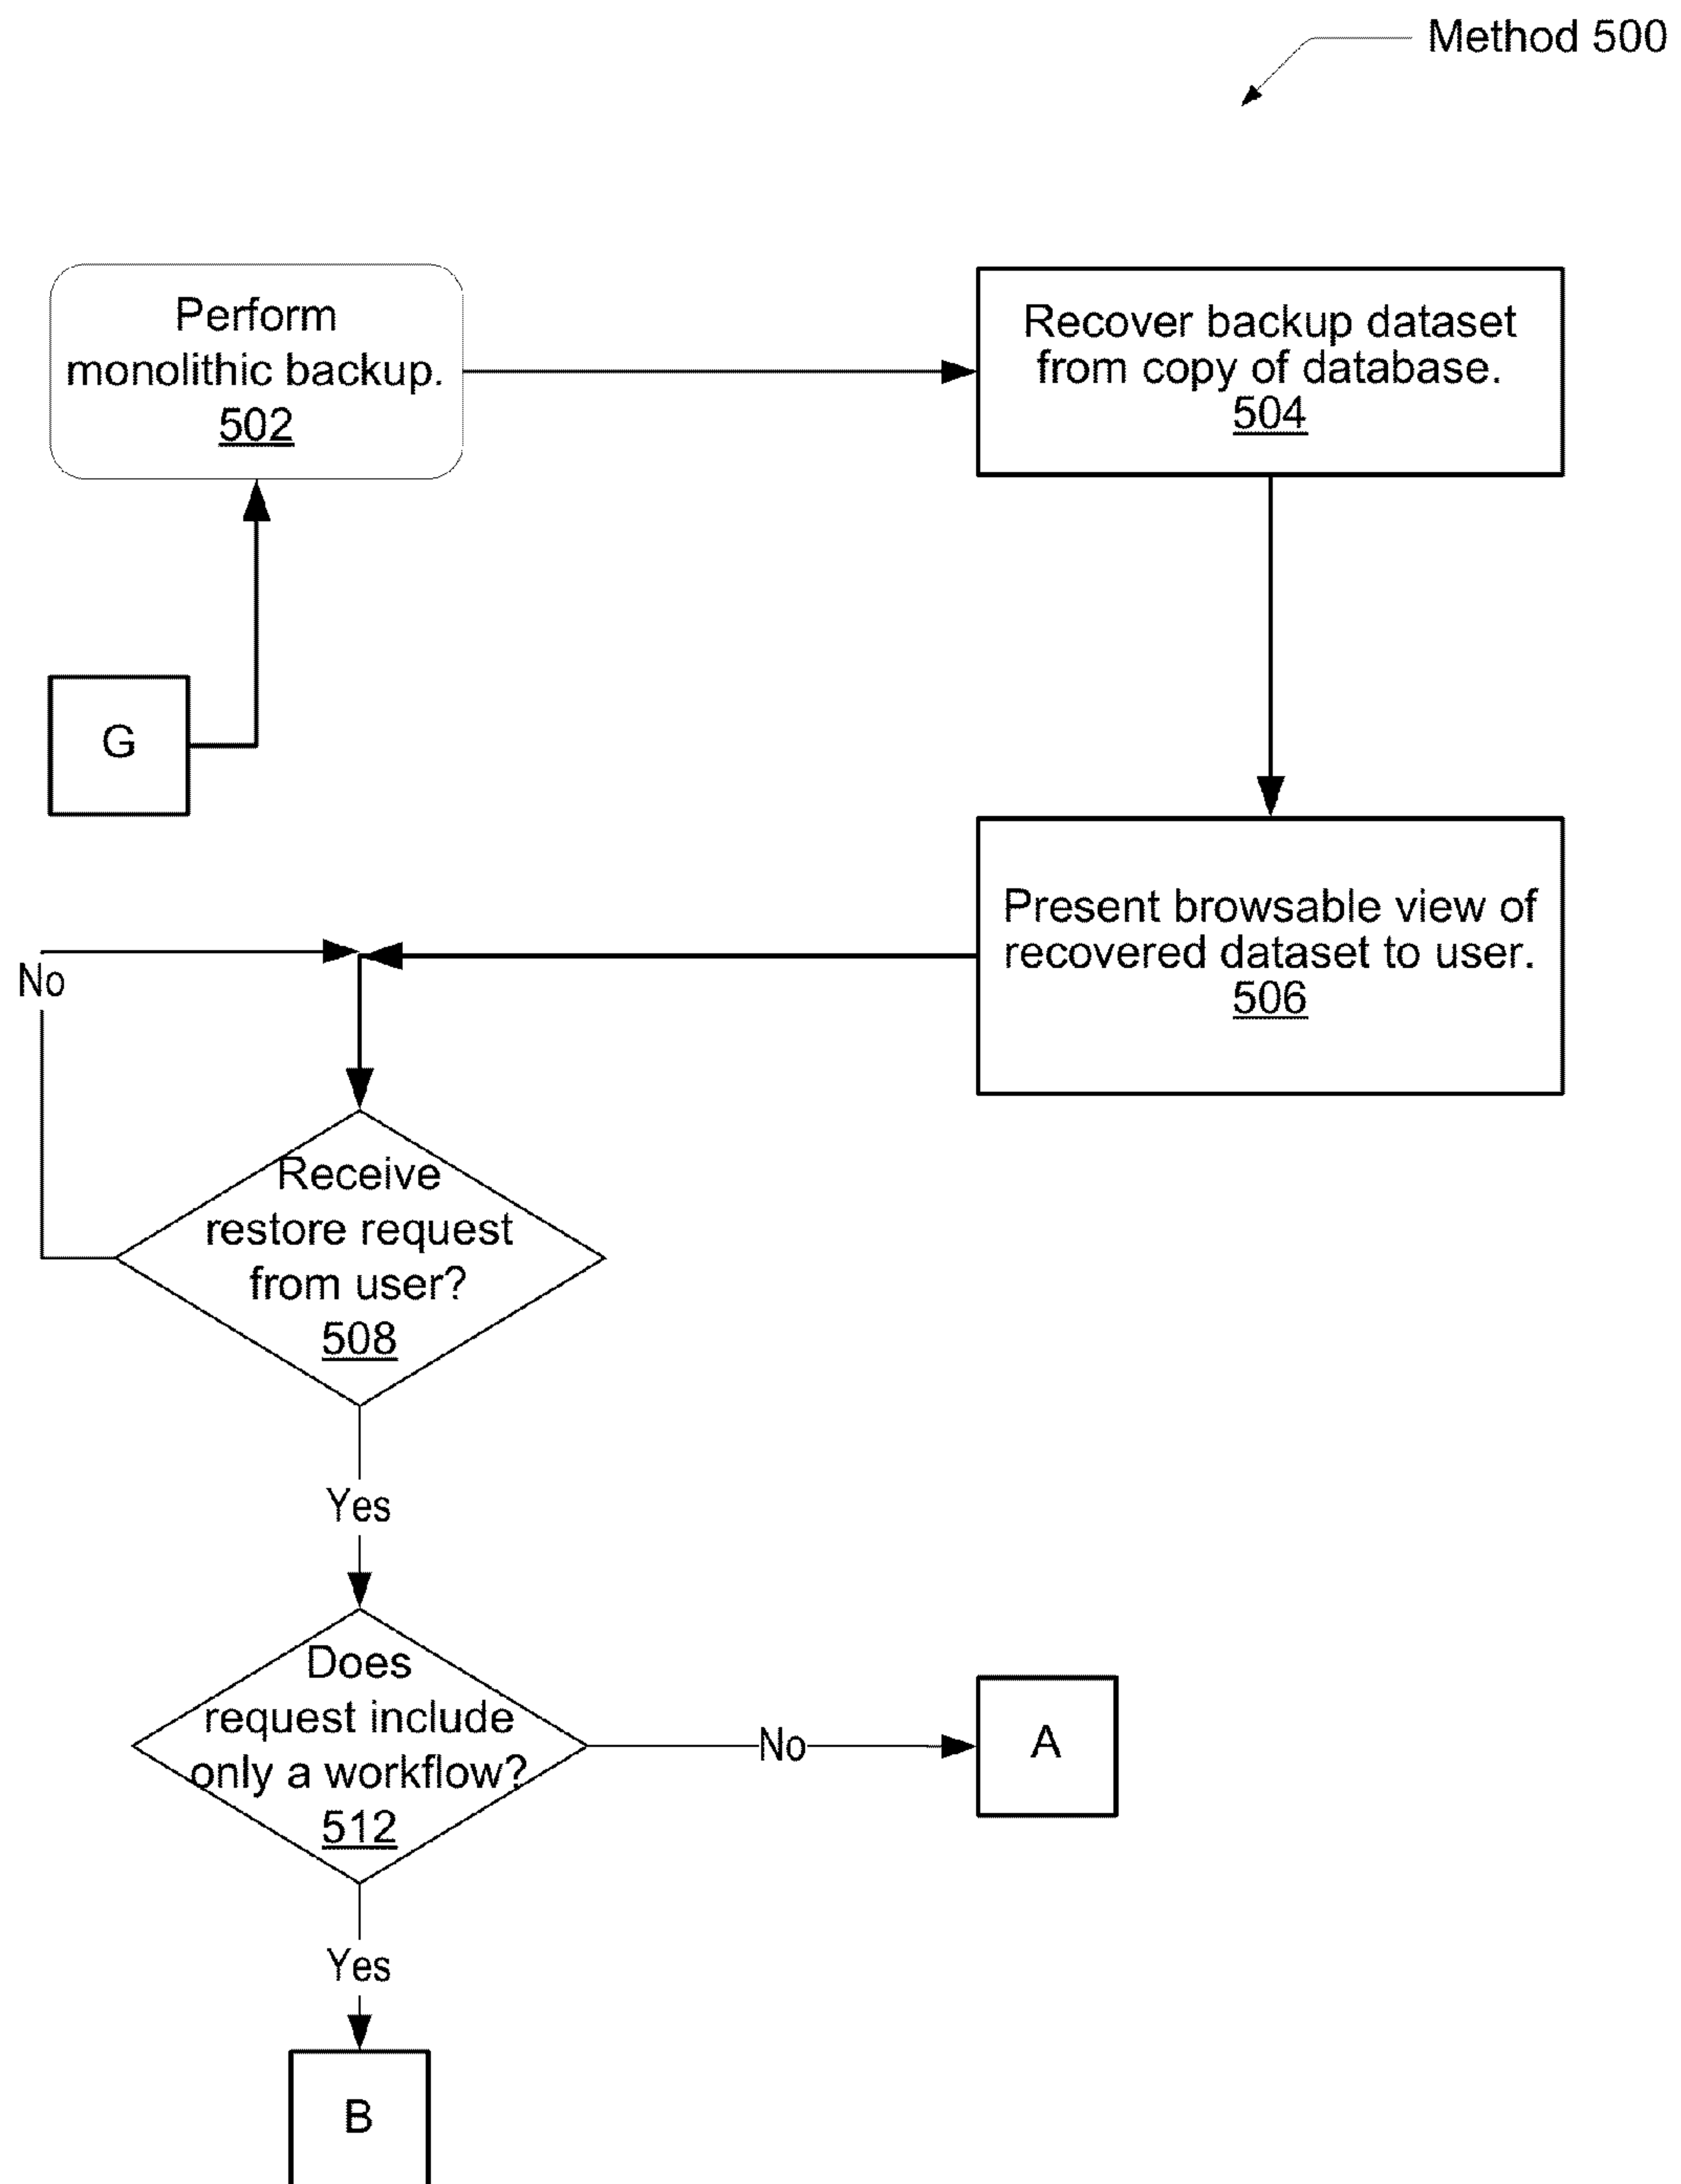 Method 500
Perform
monolithic backup.
502
Recover backup dataset
from copy of database.
504
G
Present browsable view of
recovered dataset to user.
506
No
Receive
restore request
from user?
508
Yes
Does
request include
only a workflow?
512
No
A
Yes
B